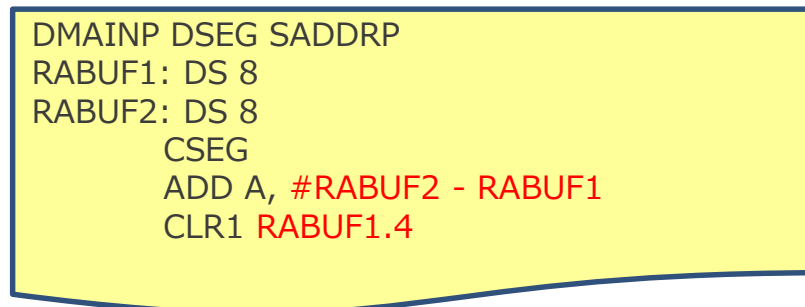 DMAINP DSEG SADDRP
RABUF1: DS 8
RABUF2: DS 8
CSEG
ADD A, #RABUF2 - RABUF1
CLR1 RABUF1.4